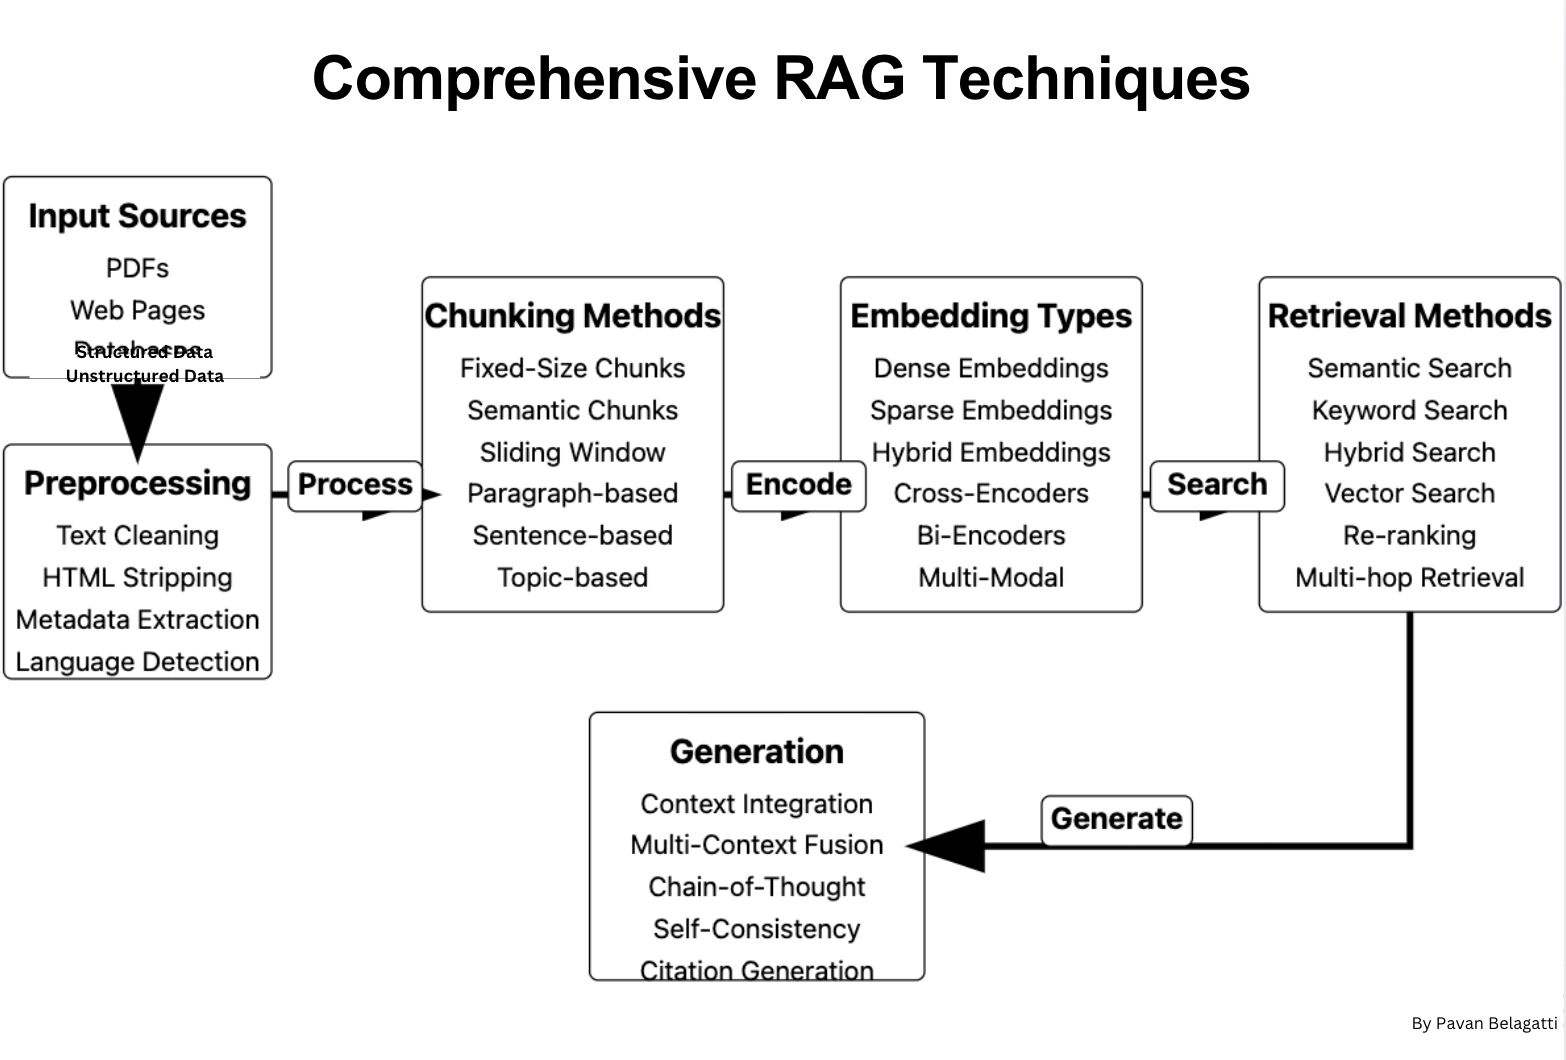 Comprehensive RAG Techniques
Input Sources
PDFs
Web Pages
Databases
Structured Data
Unstructured Data
Preprocessing
Text Cleaning
HTML Stripping
Metadata Extraction
Language Detection
Process
Chunking Methods
Fixed-Size Chunks
Semantic Chunks
Sliding Window
Paragraph-based
Sentence-based
Topic-based
Encode
Embedding Types
Dense Embeddings
Sparse Embeddings
Hybrid Embeddings
Cross-Encoders
Bi-Encoders
Multi-Modal
Search
Retrieval Methods
Semantic Search
Keyword Search
Hybrid Search
Vector Search
Re-ranking
Multi-hop Retrieval
Generate
Generation
Context Integration
Multi-Context Fusion
Chain-of-Thought
Self-Consistency
Citation Generation
By Pavan Belagatti